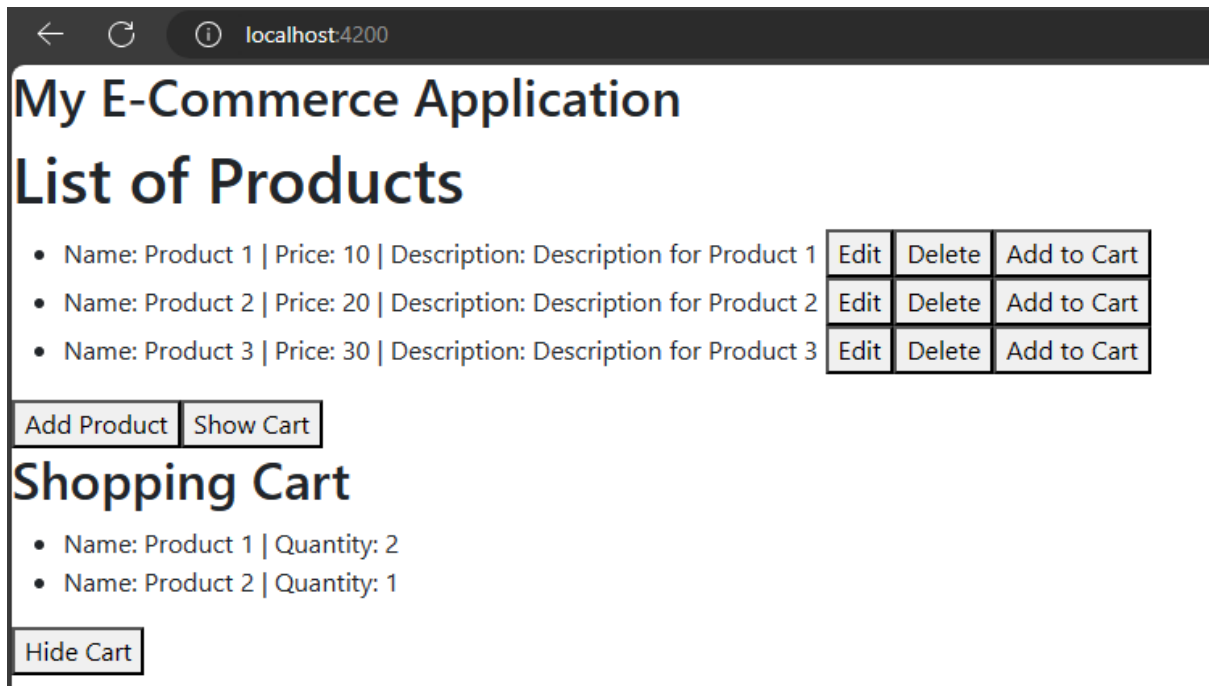 localhost:4200
My E-Commerce Application
List of Products
Name: Product 1 | Price: 10 | Description: Description for Product 1 Edit Delete Add to Cart
Name: Product 2 | Price: 20 | Description: Description for Product 2 Edit Delete Add to Cart
Name: Product 3 | Price: 30 | Description: Description for Product 3 Edit Delete Add to Cart
Add Product Show Cart
Shopping Cart
Name: Product 1 | Quantity: 2
Name: Product 2 | Quantity: 1
Hide Cart